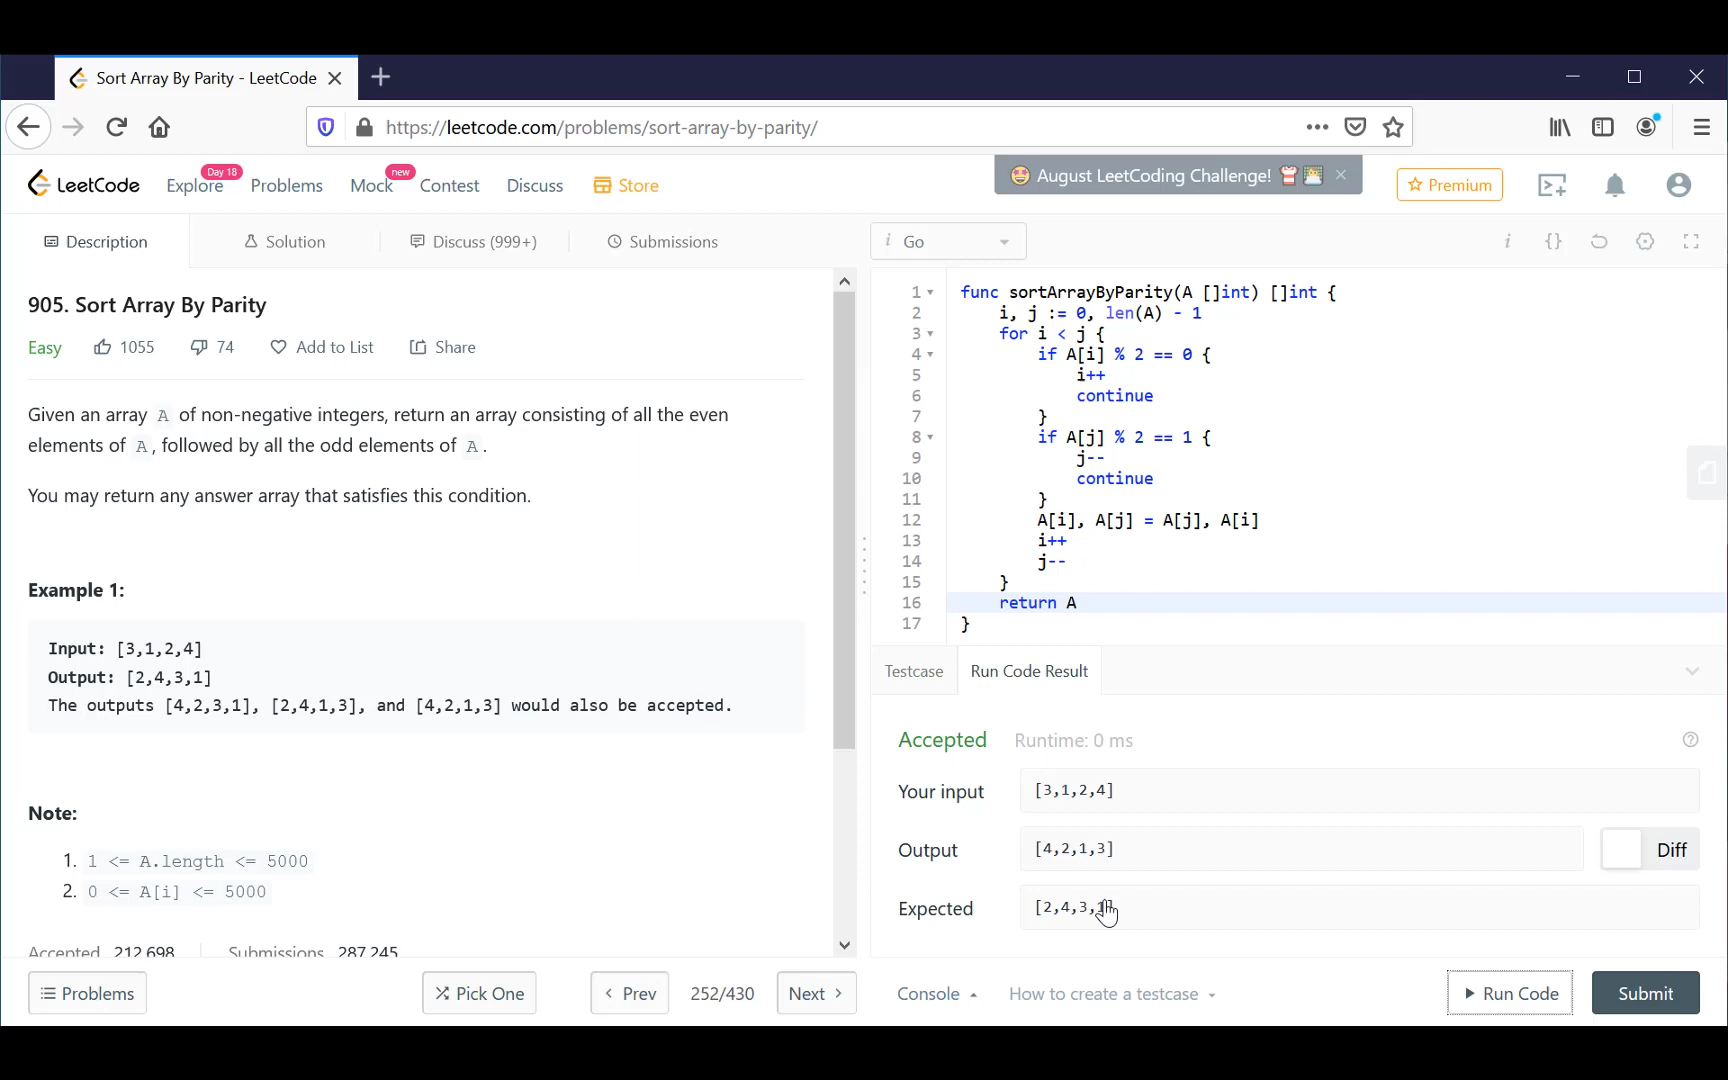 Sort Array By Parity - LeetCode
https://leetcode.com/problems/sort-array-by-parity/
LeetCode
Explore
Day 18
Problems
Mock
new
Contest
Discuss
Store
August LeetCoding Challenge!
Premium
Description
Solution
Discuss (999+)
Submissions
i Go
905. Sort Array By Parity
Easy
1055
74
Add to List
Share
Given an array A of non-negative integers, return an array consisting of all the even
elements of A, followed by all the odd elements of A.
You may return any answer array that satisfies this condition.
Example 1:
Input: [3,1,2,4]
Output: [2,4,3,1]
The outputs [4,2,3,1], [2,4,1,3], and [4,2,1,3] would also be accepted.
Note:
1. 1 <= A.length <= 5000
2. 0 <= A[i] <= 5000
Accepted 212,698
Submissions 287,245
Problems
Pick One
Prev
252/430
Next
1 func sortArrayByParity(A []int) []int {
2 i, j := 0, len(A) - 1
3 for i < j {
4 if A[i] % 2 == 0 {
5 i++
6 continue
7 }
8 if A[j] % 2 == 1 {
9 j--
10 continue
11 }
12 A[i], A[j] = A[j], A[i]
13 i++
14 j--
15 }
16 return A
17 }
Testcase
Run Code Result
Accepted
Runtime: 0 ms
Your input
[3,1,2,4]
Output
[4,2,1,3]
Diff
Expected
[2,4,3,1]
Console
How to create a testcase
Run Code
Submit